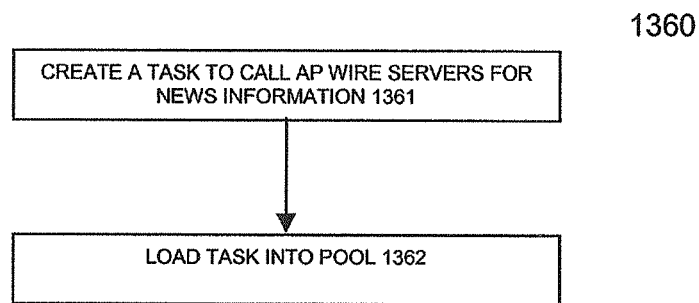 1360
CREATE A TASK TO CALL AP WIRE SERVERS FOR
NEWS INFORMATION 1361
LOAD TASK INTO POOL 1362